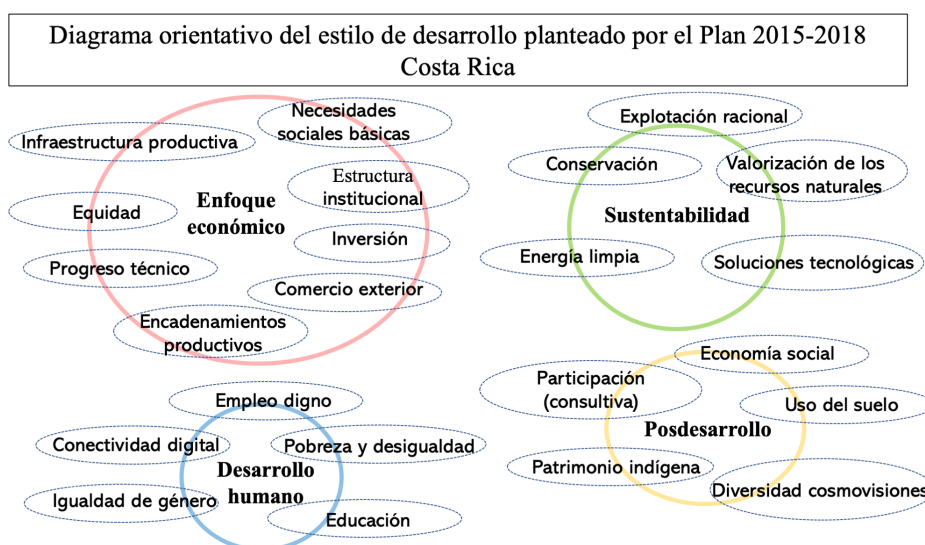 Diagrama orientativo del estilo de desarrollo planteado por el Plan 2015-2018
Costa Rica
Necesidades
sociales básicas
Infraestructura productiva
Estructura
institucional
Enfoque
económico
Equidad
Inversión
Progreso técnico
Comercio exterior
Encadenamientos
productivos
Explotación racional
Conservación
Valorización de los
recursos naturales
Sustentabilidad
Energía limpia
Soluciones tecnológicas
Empleo digno
Conectividad digital
Pobreza y desigualdad
Desarrollo
humano
Igualdad de género
Educación
Economía social
Participación
(consultiva)
Uso del suelo
Posdesarrollo
Patrimonio indígena
Diversidad cosmovisiones